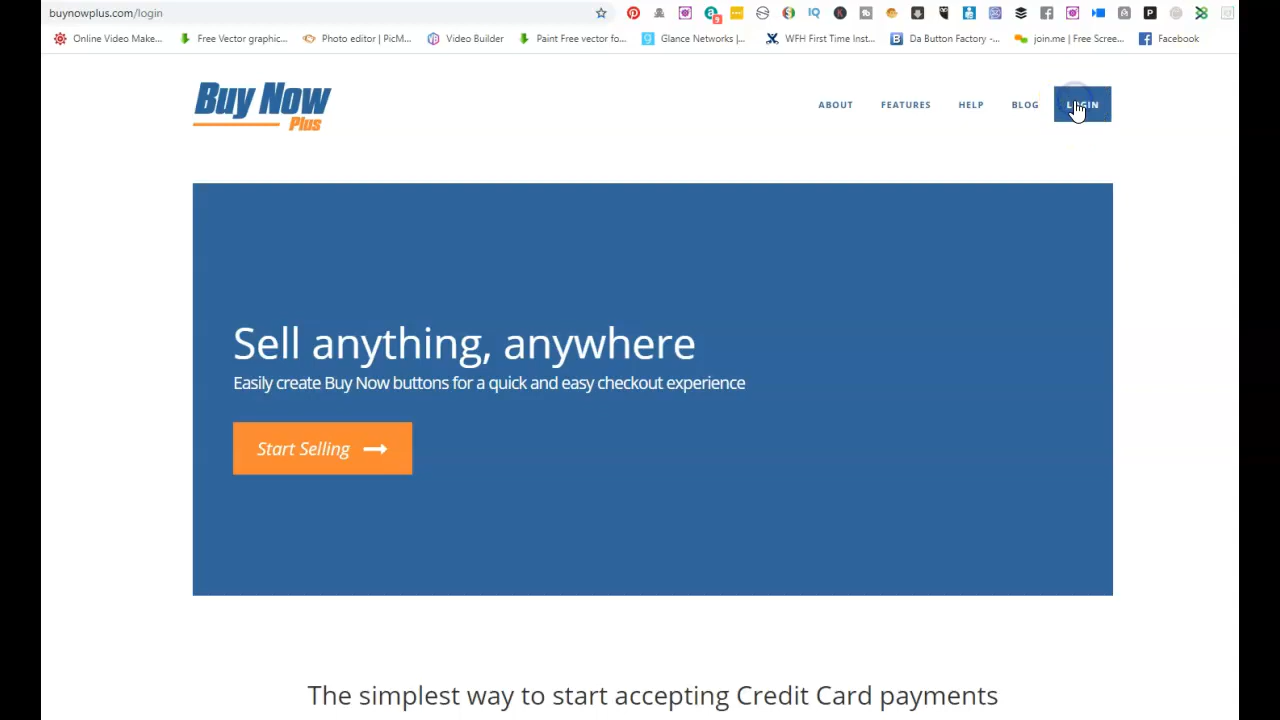 buynowplus.com/login
Online Video Make... Free Vector graphic... Photo editor | PicM... Video Builder Paint Free vector fo... Glance Networks |... WFH First Time Inst... Da Button Factory -... join.me | Free Scree... Facebook
Buy Now
Plus
ABOUT FEATURES HELP BLOG LOGIN
Sell anything, anywhere
Easily create Buy Now buttons for a quick and easy checkout experience
Start Selling
The simplest way to start accepting Credit Card payments